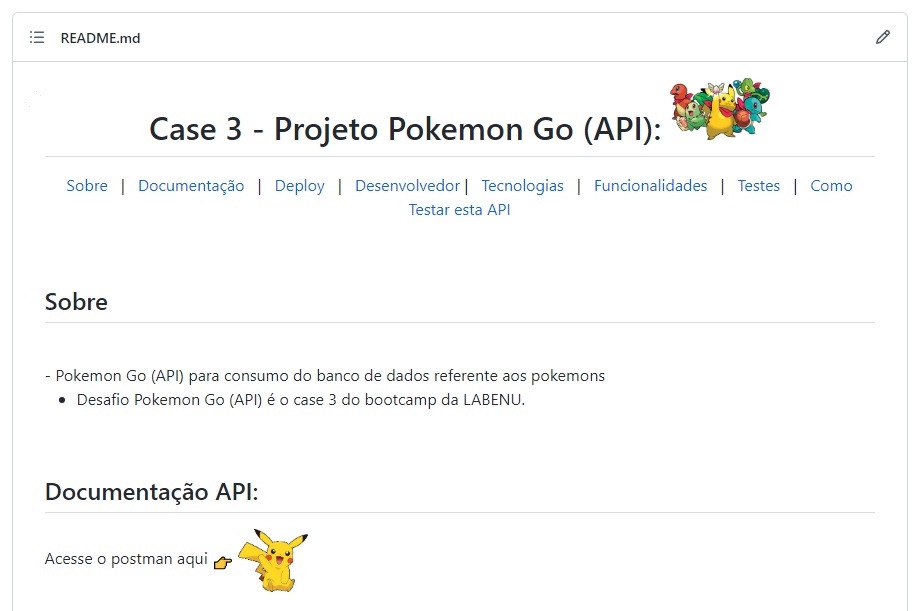 README.md
Case 3 - Projeto Pokemon Go (API):
Sobre | Documentação | Deploy | Desenvolvedor | Tecnologias | Funcionalidades | Testes | Como
Testar esta API
Sobre
- Pokemon Go (API) para consumo do banco de dados referente aos pokemons
• Desafio Pokemon Go (API) é o case 3 do bootcamp da LABENU.
Documentação API:
Acesse o postman aqui 👉